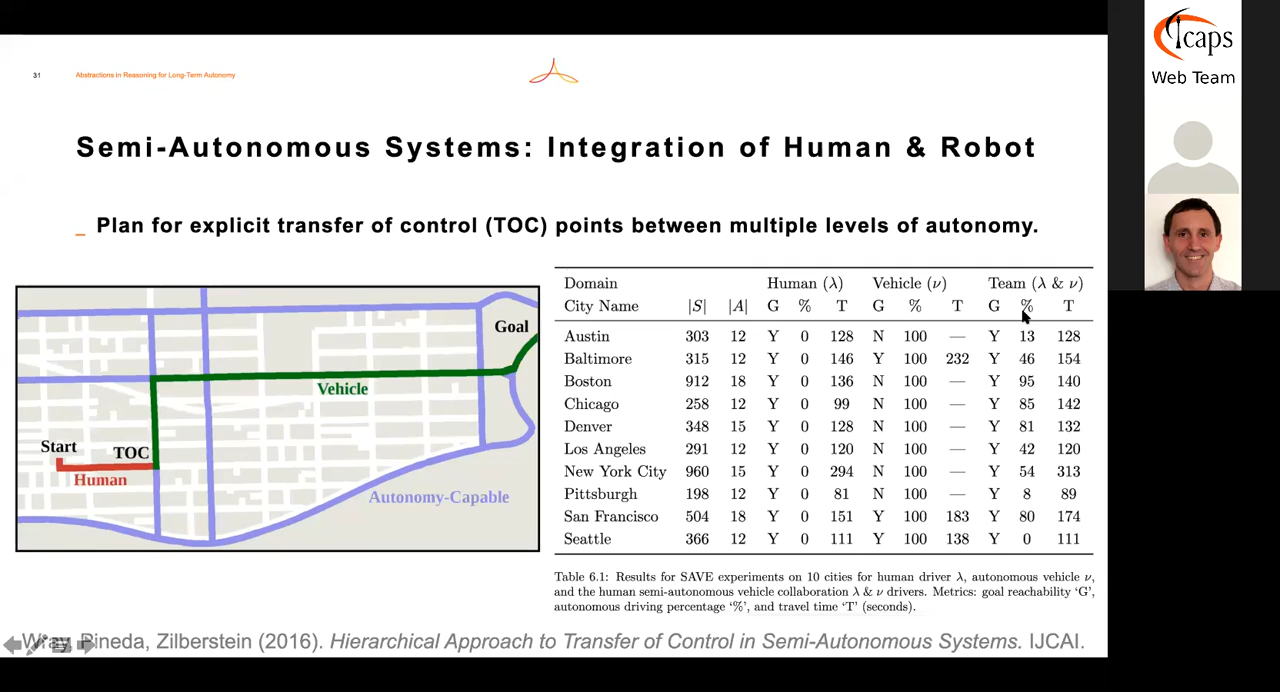 31
Abstractions in Reasoning for Long-Term Autonomy
Semi-Autonomous Systems: Integration of Human & Robot
_ Plan for explicit transfer of control (TOC) points between multiple levels of autonomy.
Start
TOC
Human
Vehicle
Goal
Autonomy-Capable
Domain Human (λ) Vehicle (ν) Team (λ & ν)
City Name |S| |A| G % T G % T G % T
Austin 303 12 Y 0 128 N 100 — Y 13 128
Baltimore 315 12 Y 0 146 Y 100 232 Y 46 154
Boston 912 18 Y 0 136 N 100 — Y 95 140
Chicago 258 12 Y 0 99 N 100 — Y 85 142
Denver 348 15 Y 0 128 N 100 — Y 81 132
Los Angeles 291 12 Y 0 120 N 100 — Y 42 120
New York City 960 15 Y 0 294 N 100 — Y 54 313
Pittsburgh 198 12 Y 0 81 N 100 — Y 8 89
San Francisco 504 18 Y 0 151 Y 100 183 Y 80 174
Seattle 366 12 Y 0 111 Y 100 138 Y 0 111
Table 6.1: Results for SAVE experiments on 10 cities for human driver λ, autonomous vehicle ν,
and the human semi-autonomous vehicle collaboration λ & ν drivers. Metrics: goal reachability ‘G’,
autonomous driving percentage ‘%’, and travel time ‘T’ (seconds).
Wray, Pineda, Zilberstein (2016). Hierarchical Approach to Transfer of Control in Semi-Autonomous Systems. IJCAI.
icaps
Web Team